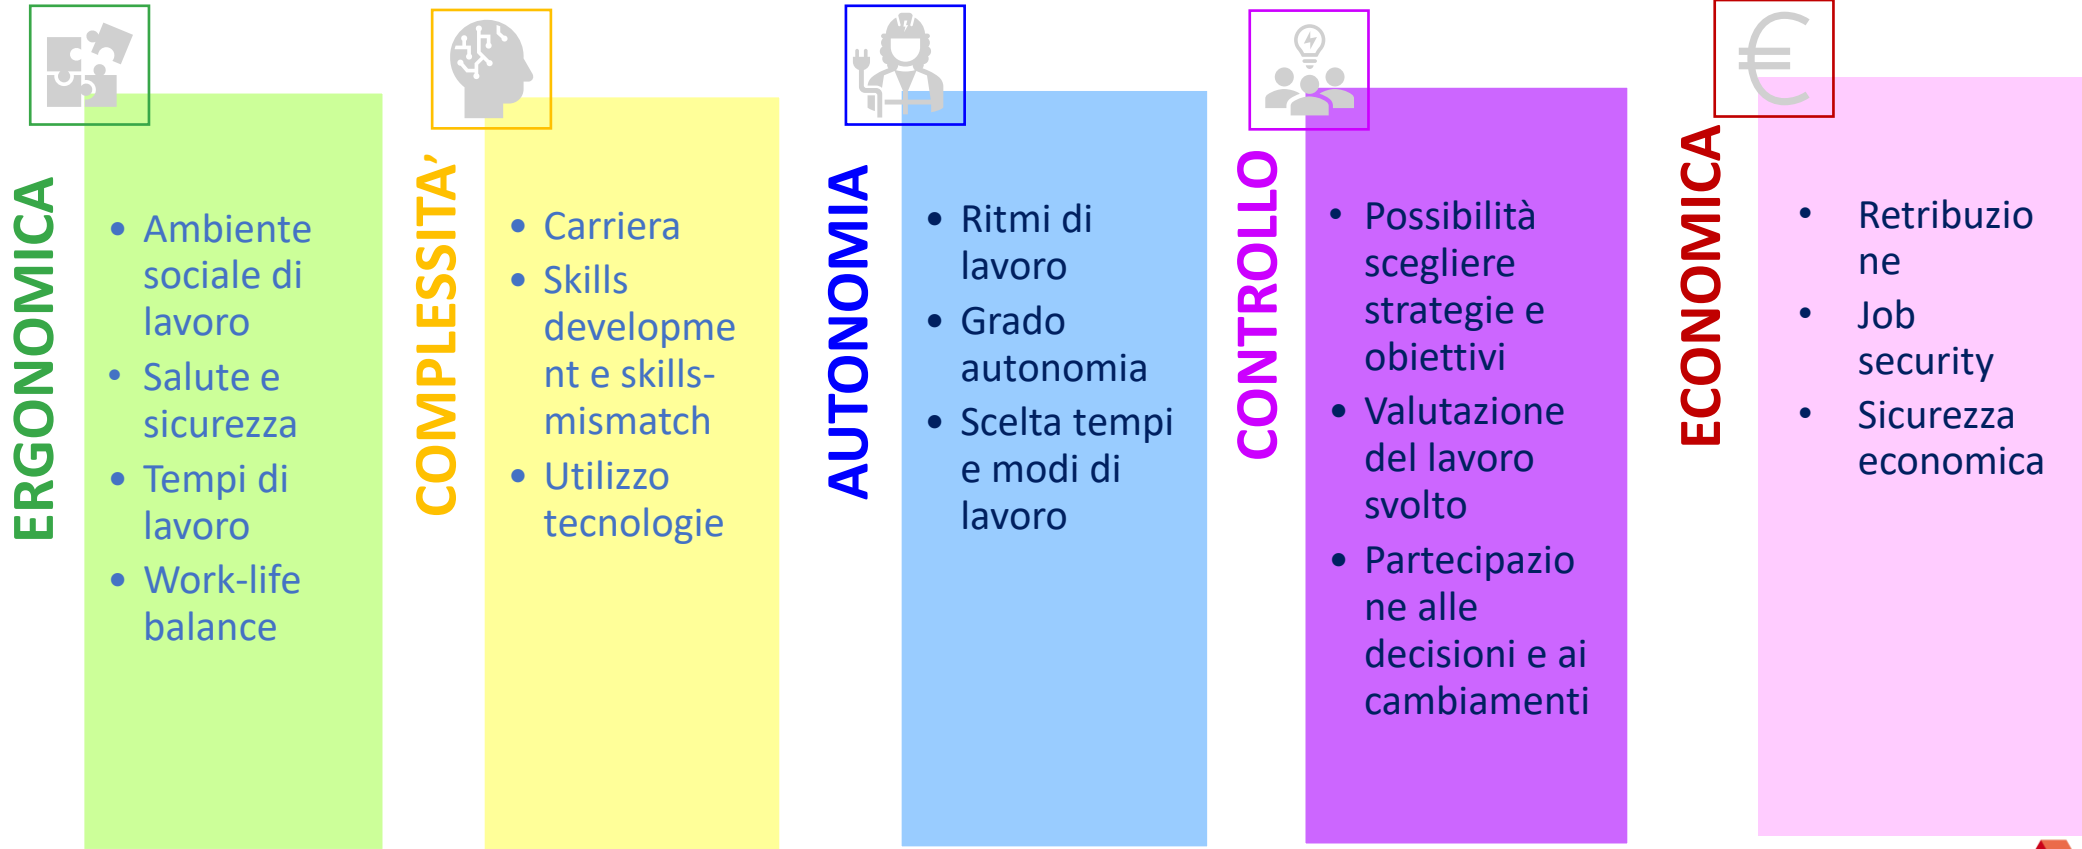 ERGONOMICA
• Ambiente
sociale di
lavoro
• Salute e
sicurezza
• Tempi di
lavoro
• Work-life
balance
COMPLESSITA’
• Carriera
• Skills
developme
nt e skills-
mismatch
• Utilizzo
tecnologie
AUTONOMIA
• Ritmi di
lavoro
• Grado
autonomia
• Scelta tempi
e modi di
lavoro
CONTROLLO
• Possibilità
scegliere
strategie e
obiettivi
• Valutazione
del lavoro
svolto
• Partecipazio
ne alle
decisioni e ai
cambiamenti
ECONOMICA
• Retribuzio
ne
• Job
security
• Sicurezza
economica